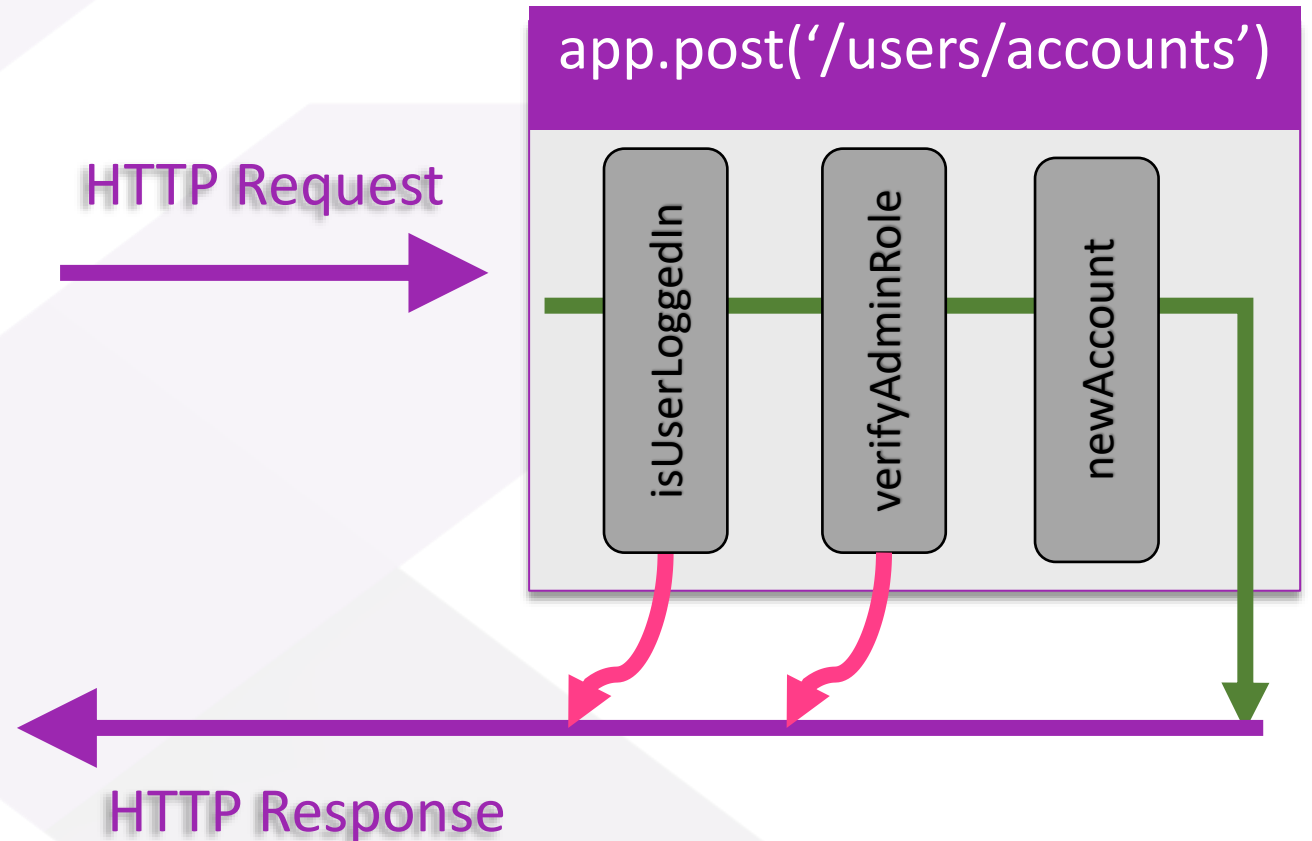 app.post(‘/users/accounts’)
HTTP Request
isUserLoggedIn
verifyAdminRole
newAccount
HTTP Response